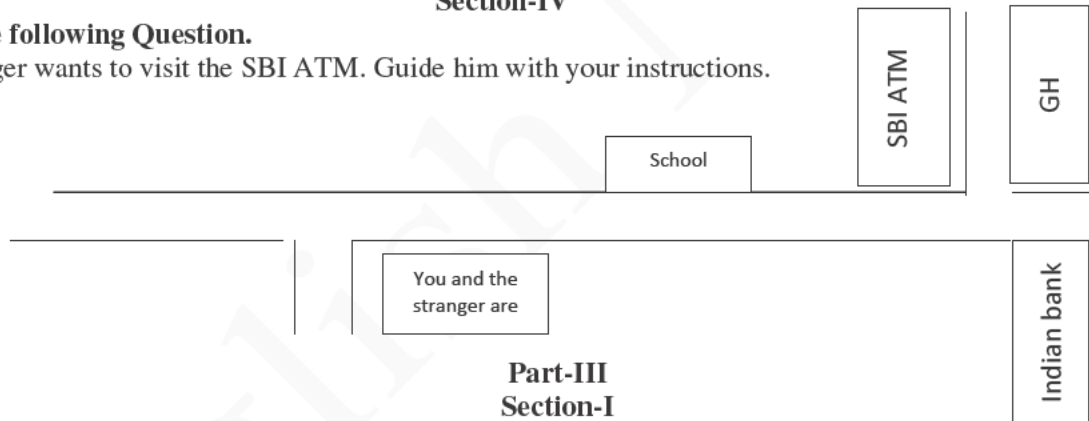 Section-IV
following Question.
wants to visit the SBI ATM. Guide him with your instructions.
SBI ATM
GH
School
You and the
stranger are
Indian bank
Part-III
Section-I